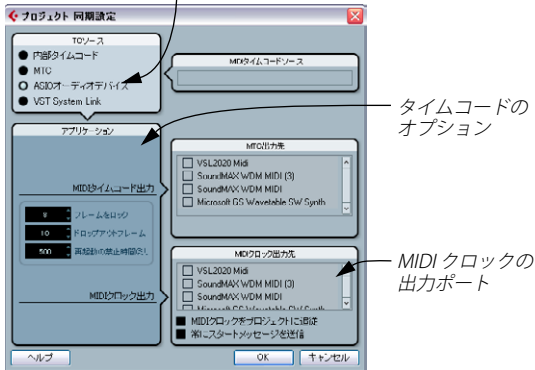 プロジェクト 同期設定
TCソース
内部タイムコード
MTC
ASIOオーディオデバイス
VST System Link
MIDIタイムコードソース
アプリケーション
MIDIタイムコード出力
8 フレームをロック
10 ドロップアウトフレーム
500
MIDIクロック出力
MTC出力先
VSL2020 Midi
SoundMAX WDM MIDI (3)
SoundMAX WDM MIDI
Microsoft GS Wavetable SW Synth
MIDIクロック出力先
VSL2020 Midi
SoundMAX WDM MIDI (3)
SoundMAX WDM MIDI
Microsoft GS Wavetable SW Synth
MIDIクロックをプロジェクトに追従
常にスタートメッセージを送信
ヘルプ
OK
キャンセル
タイムコードの
オプション
MIDI クロックの
出力ポート